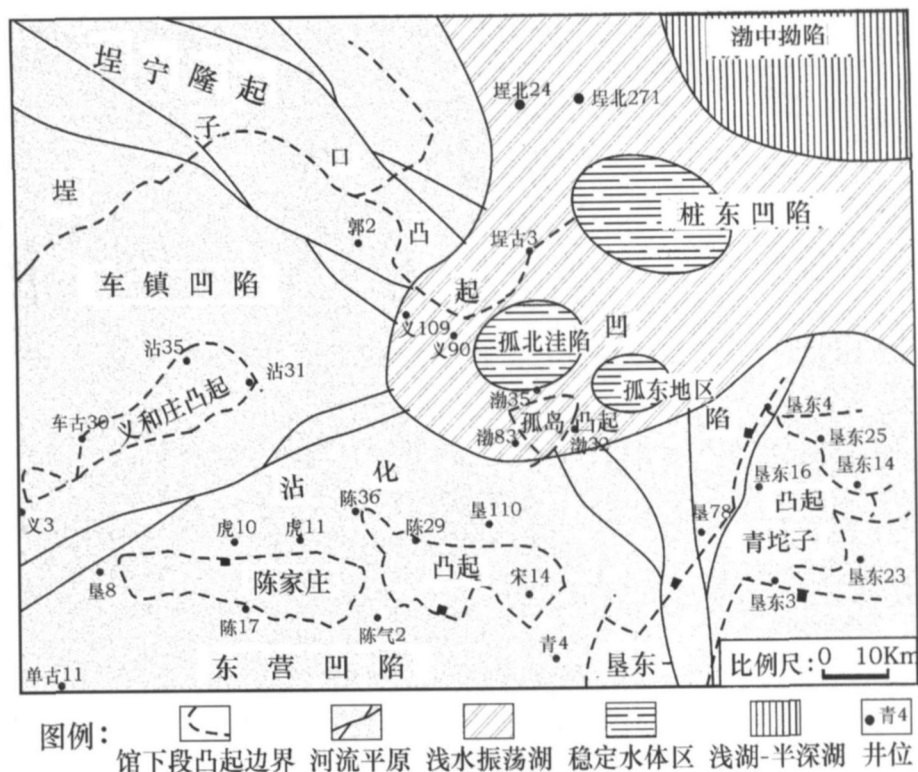 渤中拗陷
埕宁隆起
埕北24
埕北271
子
口
埕
桩东凹陷
郭2
凸
埕古3
车镇凹陷
起
义109
凹
义90
孤北洼陷
沾35
沾31
孤东地区
义和庄凸起
渤35
陷
垦东4
车古30
孤岛凸起
渤83
渤32
垦东25
化
垦东16
垦东14
沾
陈36
凸起
义3
垦110
垦78
虎10
虎11
陈29
青坨子
垦8
陈家庄
凸起
宋14
垦东23
垦东3
陈17
陈气2
东营凹陷
青4
垦东
单古11
比例尺: 0 10Km
图例：
青4
馆下段凸起边界 河流平原 浅水振荡湖 稳定水体区 浅湖-半深湖 井位